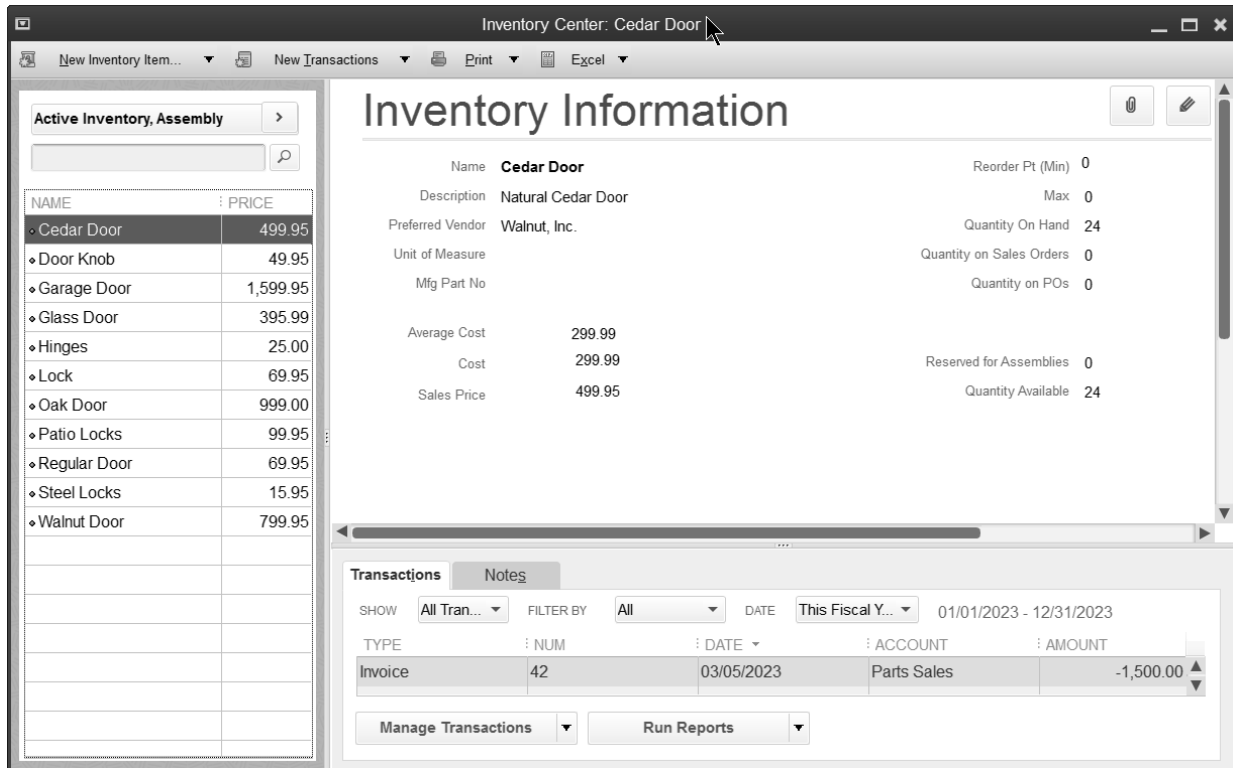 Inventory Center: Cedar Door
New Inventory Item... New Transactions Print Excel
Active Inventory, Assembly
NAME PRICE
Cedar Door 499.95
Door Knob 49.95
Garage Door 1,599.95
Glass Door 395.99
Hinges 25.00
Lock 69.95
Oak Door 999.00
Patio Locks 99.95
Regular Door 69.95
Steel Locks 15.95
Walnut Door 799.95
Inventory Information
Name Cedar Door
Description Natural Cedar Door
Preferred Vendor Walnut, Inc.
Unit of Measure
Mfg Part No
Average Cost 299.99
Cost 299.99
Sales Price 499.95
Reorder Pt (Min) 0
Max 0
Quantity On Hand 24
Quantity on Sales Orders 0
Quantity on POs 0
Reserved for Assemblies 0
Quantity Available 24
Transactions Notes
SHOW All Tran... FILTER BY All DATE This Fiscal Y... 01/01/2023 - 12/31/2023
TYPE NUM DATE ACCOUNT AMOUNT
Invoice 42 03/05/2023 Parts Sales -1,500.00
Manage Transactions Run Reports